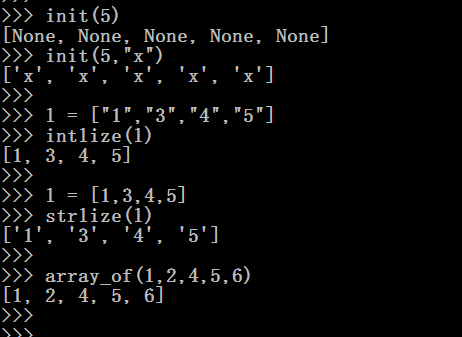 >>> init(5)
[None, None, None, None, None]
>>> init(5,"x")
['x', 'x', 'x', 'x', 'x']
>>>
>>> l = ["1","3","4","5"]
>>> intlize(l)
[1, 3, 4, 5]
>>>
>>> l = [1,3,4,5]
>>> strlize(l)
['1', '3', '4', '5']
>>>
>>> array_of(1,2,4,5,6)
[1, 2, 4, 5, 6]
>>>
>>>